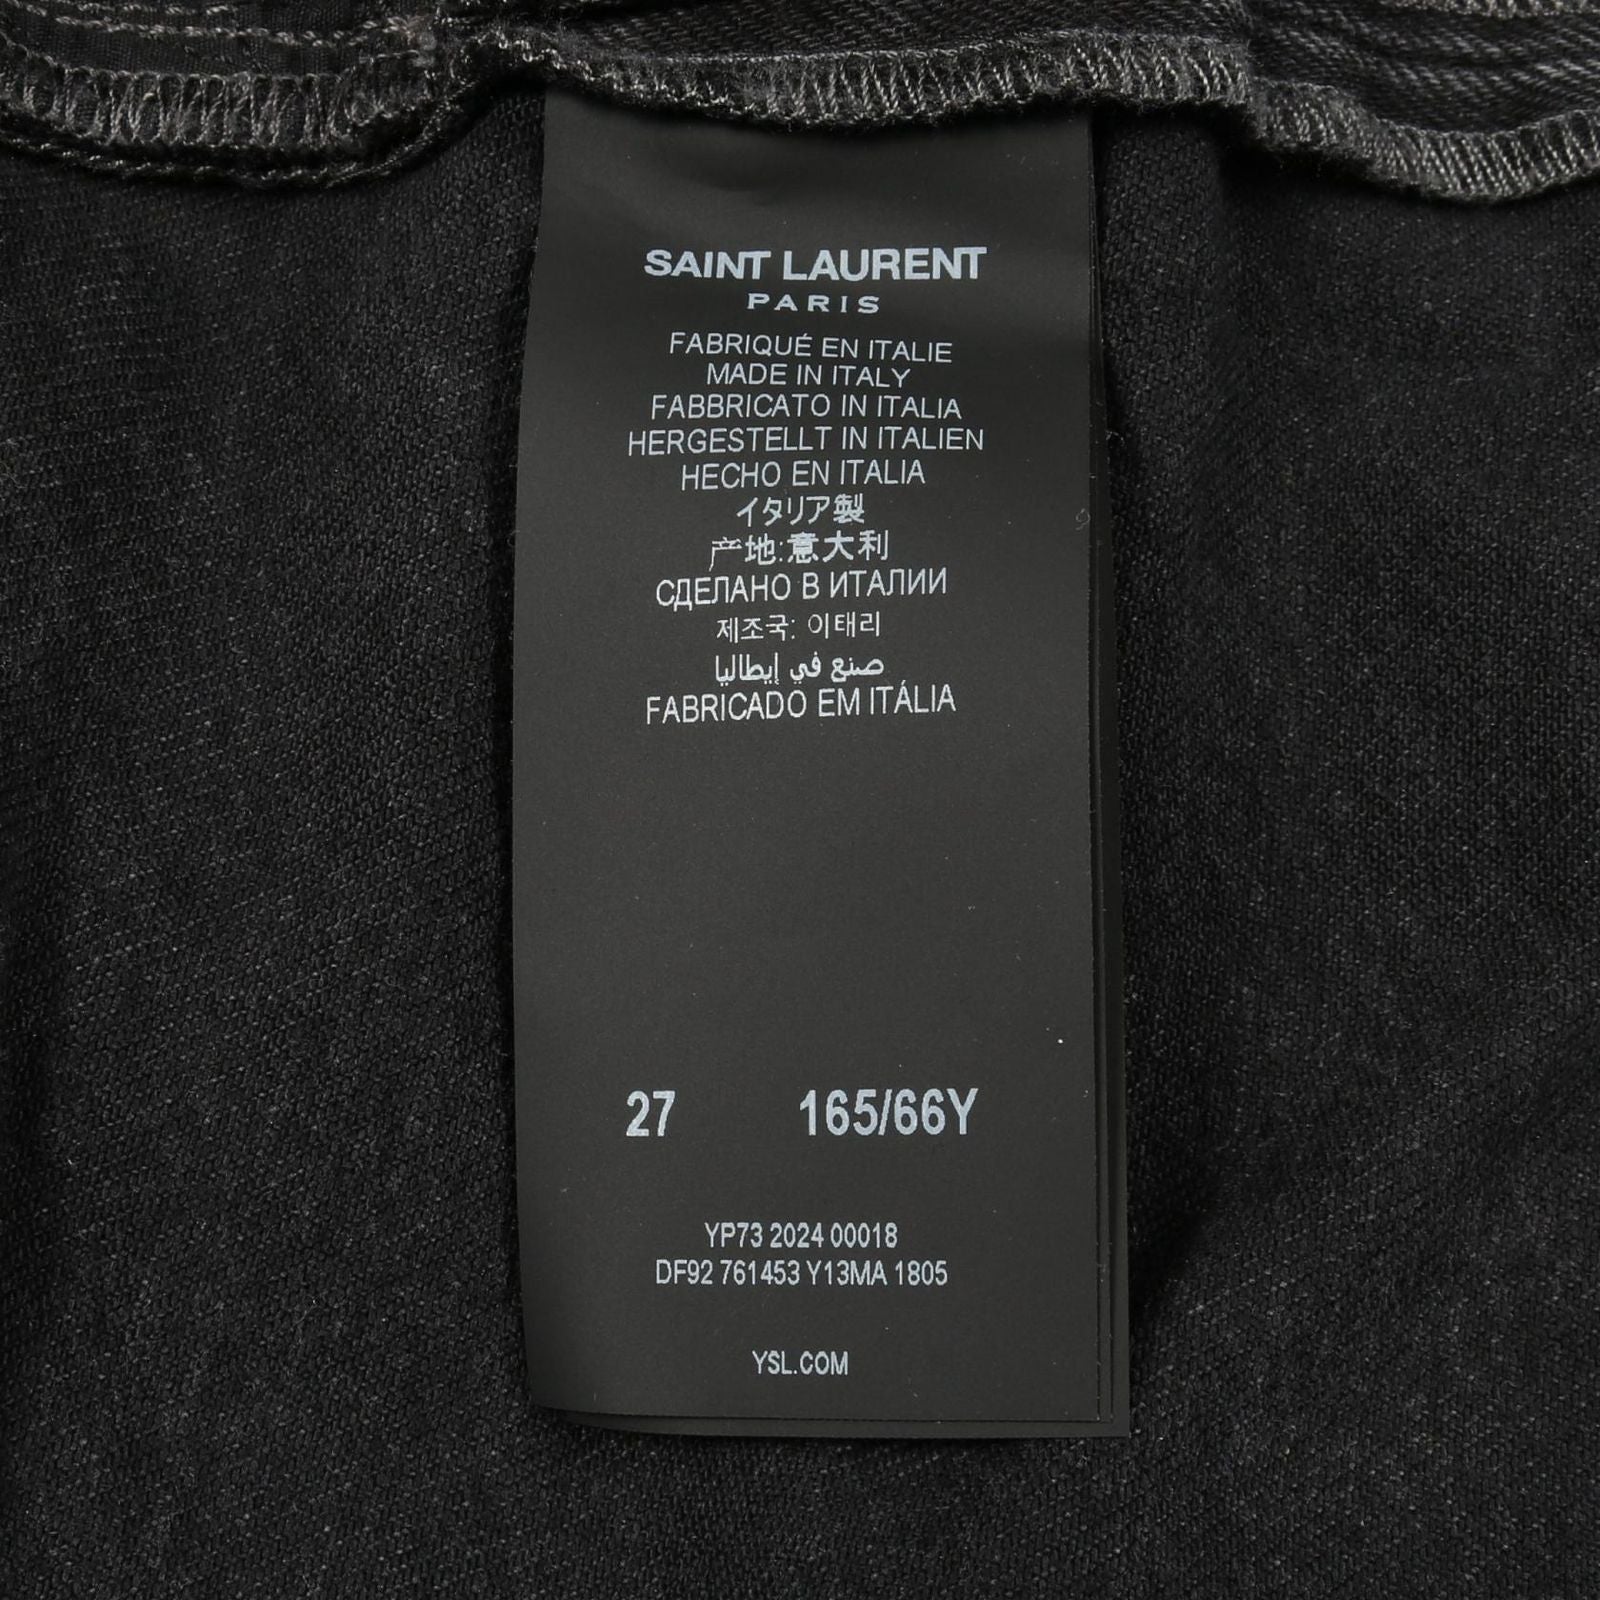 SAINT LAURENT
PARIS
FABRIQUÉ EN ITALIE
MADE IN ITALY
FABBRICATO IN ITALIA
HERGESTELLT IN ITALIEN
HECHO EN ITALIA
イタリア製
产地:意大利
СДЕЛАНО В ИТАЛИИ
제조국: 이태리
صنع في إيطاليا
FABRICADO EM ITÁLIA
27 165/66Y
YP73 2024 00018
DF92 761453 Y13MA 1805
YSL.COM